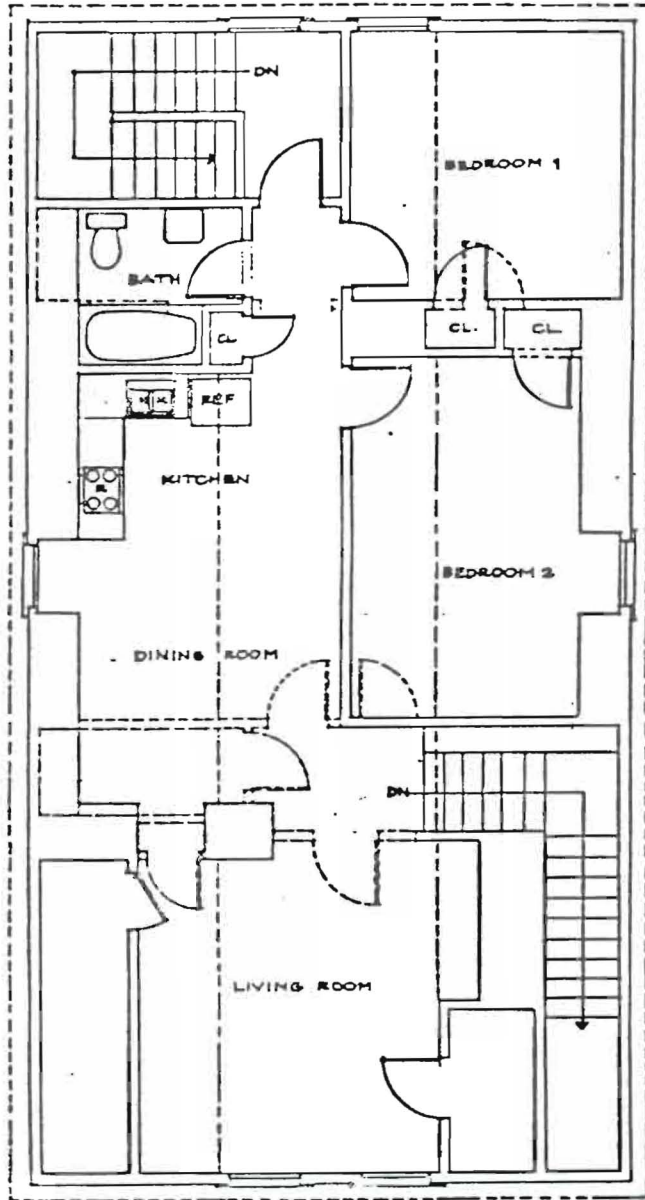 DN
BEDROOM 1
BATH
CL
CL.
CL
REF
KITCHEN
R
BEDROOM 2
DINING ROOM
DN
LIVING ROOM